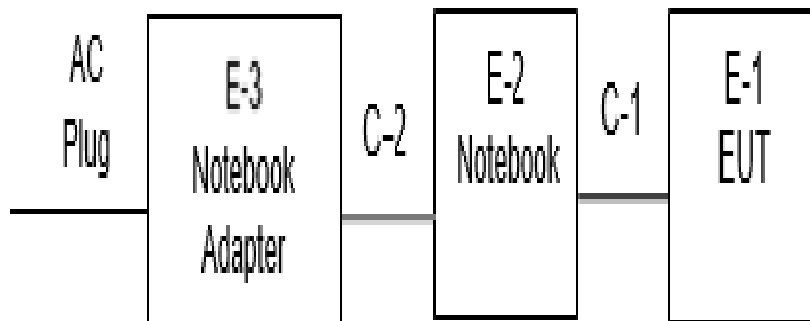 AC
Plug
E-3
Notebook
Adapter
C-2
E-2
Notebook
C-1
E-1
EUT